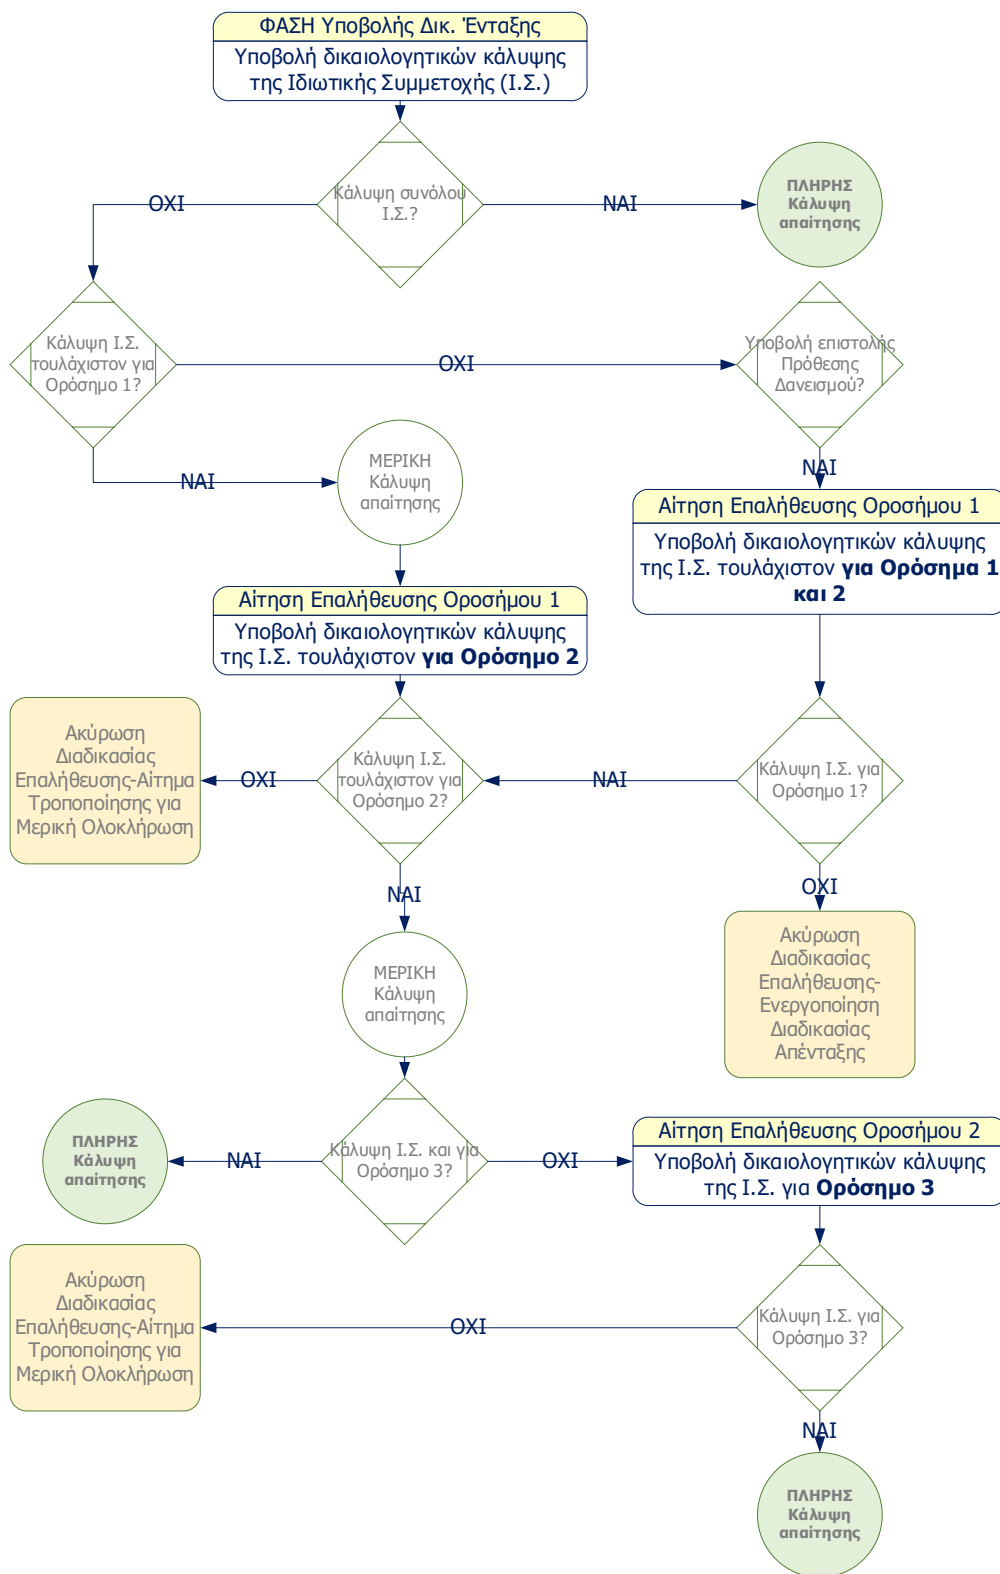 ΦΑΣΗ Υποβολής Δικ. Ένταξης
Υποβολή δικαιολογητικών κάλυψης
της Ιδιωτικής Συμμετοχής (Ι.Σ.)
Κάλυψη συνόλου
Ι.Σ.?
ΟΧΙ
ΝΑΙ
ΠΛΗΡΗΣ
Κάλυψη
απαίτησης
Κάλυψη Ι.Σ.
τουλάχιστον για
Ορόσημο 1?
ΟΧΙ
Υποβολή επιστολής
Πρόθεσης
Δανεισμού?
ΝΑΙ
ΜΕΡΙΚΗ
Κάλυψη
απαίτησης
ΝΑΙ
Αίτηση Επαλήθευσης Οροσήμου 1
Υποβολή δικαιολογητικών κάλυψης
της Ι.Σ. τουλάχιστον για Ορόσημα 1
και 2
Αίτηση Επαλήθευσης Οροσήμου 1
Υποβολή δικαιολογητικών κάλυψης
της Ι.Σ. τουλάχιστον για Ορόσημο 2
Ακύρωση
Διαδικασίας
Επαλήθευσης-Αίτημα
Τροποποίησης για
Μερική Ολοκλήρωση
ΟΧΙ
Κάλυψη Ι.Σ.
τουλάχιστον για
Ορόσημο 2?
ΝΑΙ
Κάλυψη Ι.Σ. για
Ορόσημο 1?
ΝΑΙ
ΟΧΙ
Ακύρωση
Διαδικασίας
Επαλήθευσης-
Ενεργοποίηση
Διαδικασίας
Απένταξης
ΜΕΡΙΚΗ
Κάλυψη
απαίτησης
ΠΛΗΡΗΣ
Κάλυψη
απαίτησης
ΝΑΙ
Κάλυψη Ι.Σ. και για
Ορόσημο 3?
ΟΧΙ
Αίτηση Επαλήθευσης Οροσήμου 2
Υποβολή δικαιολογητικών κάλυψης
της Ι.Σ. για Ορόσημο 3
Ακύρωση
Διαδικασίας
Επαλήθευσης-Αίτημα
Τροποποίησης για
Μερική Ολοκλήρωση
ΟΧΙ
Κάλυψη Ι.Σ. για
Ορόσημο 3?
ΝΑΙ
ΠΛΗΡΗΣ
Κάλυψη
απαίτησης